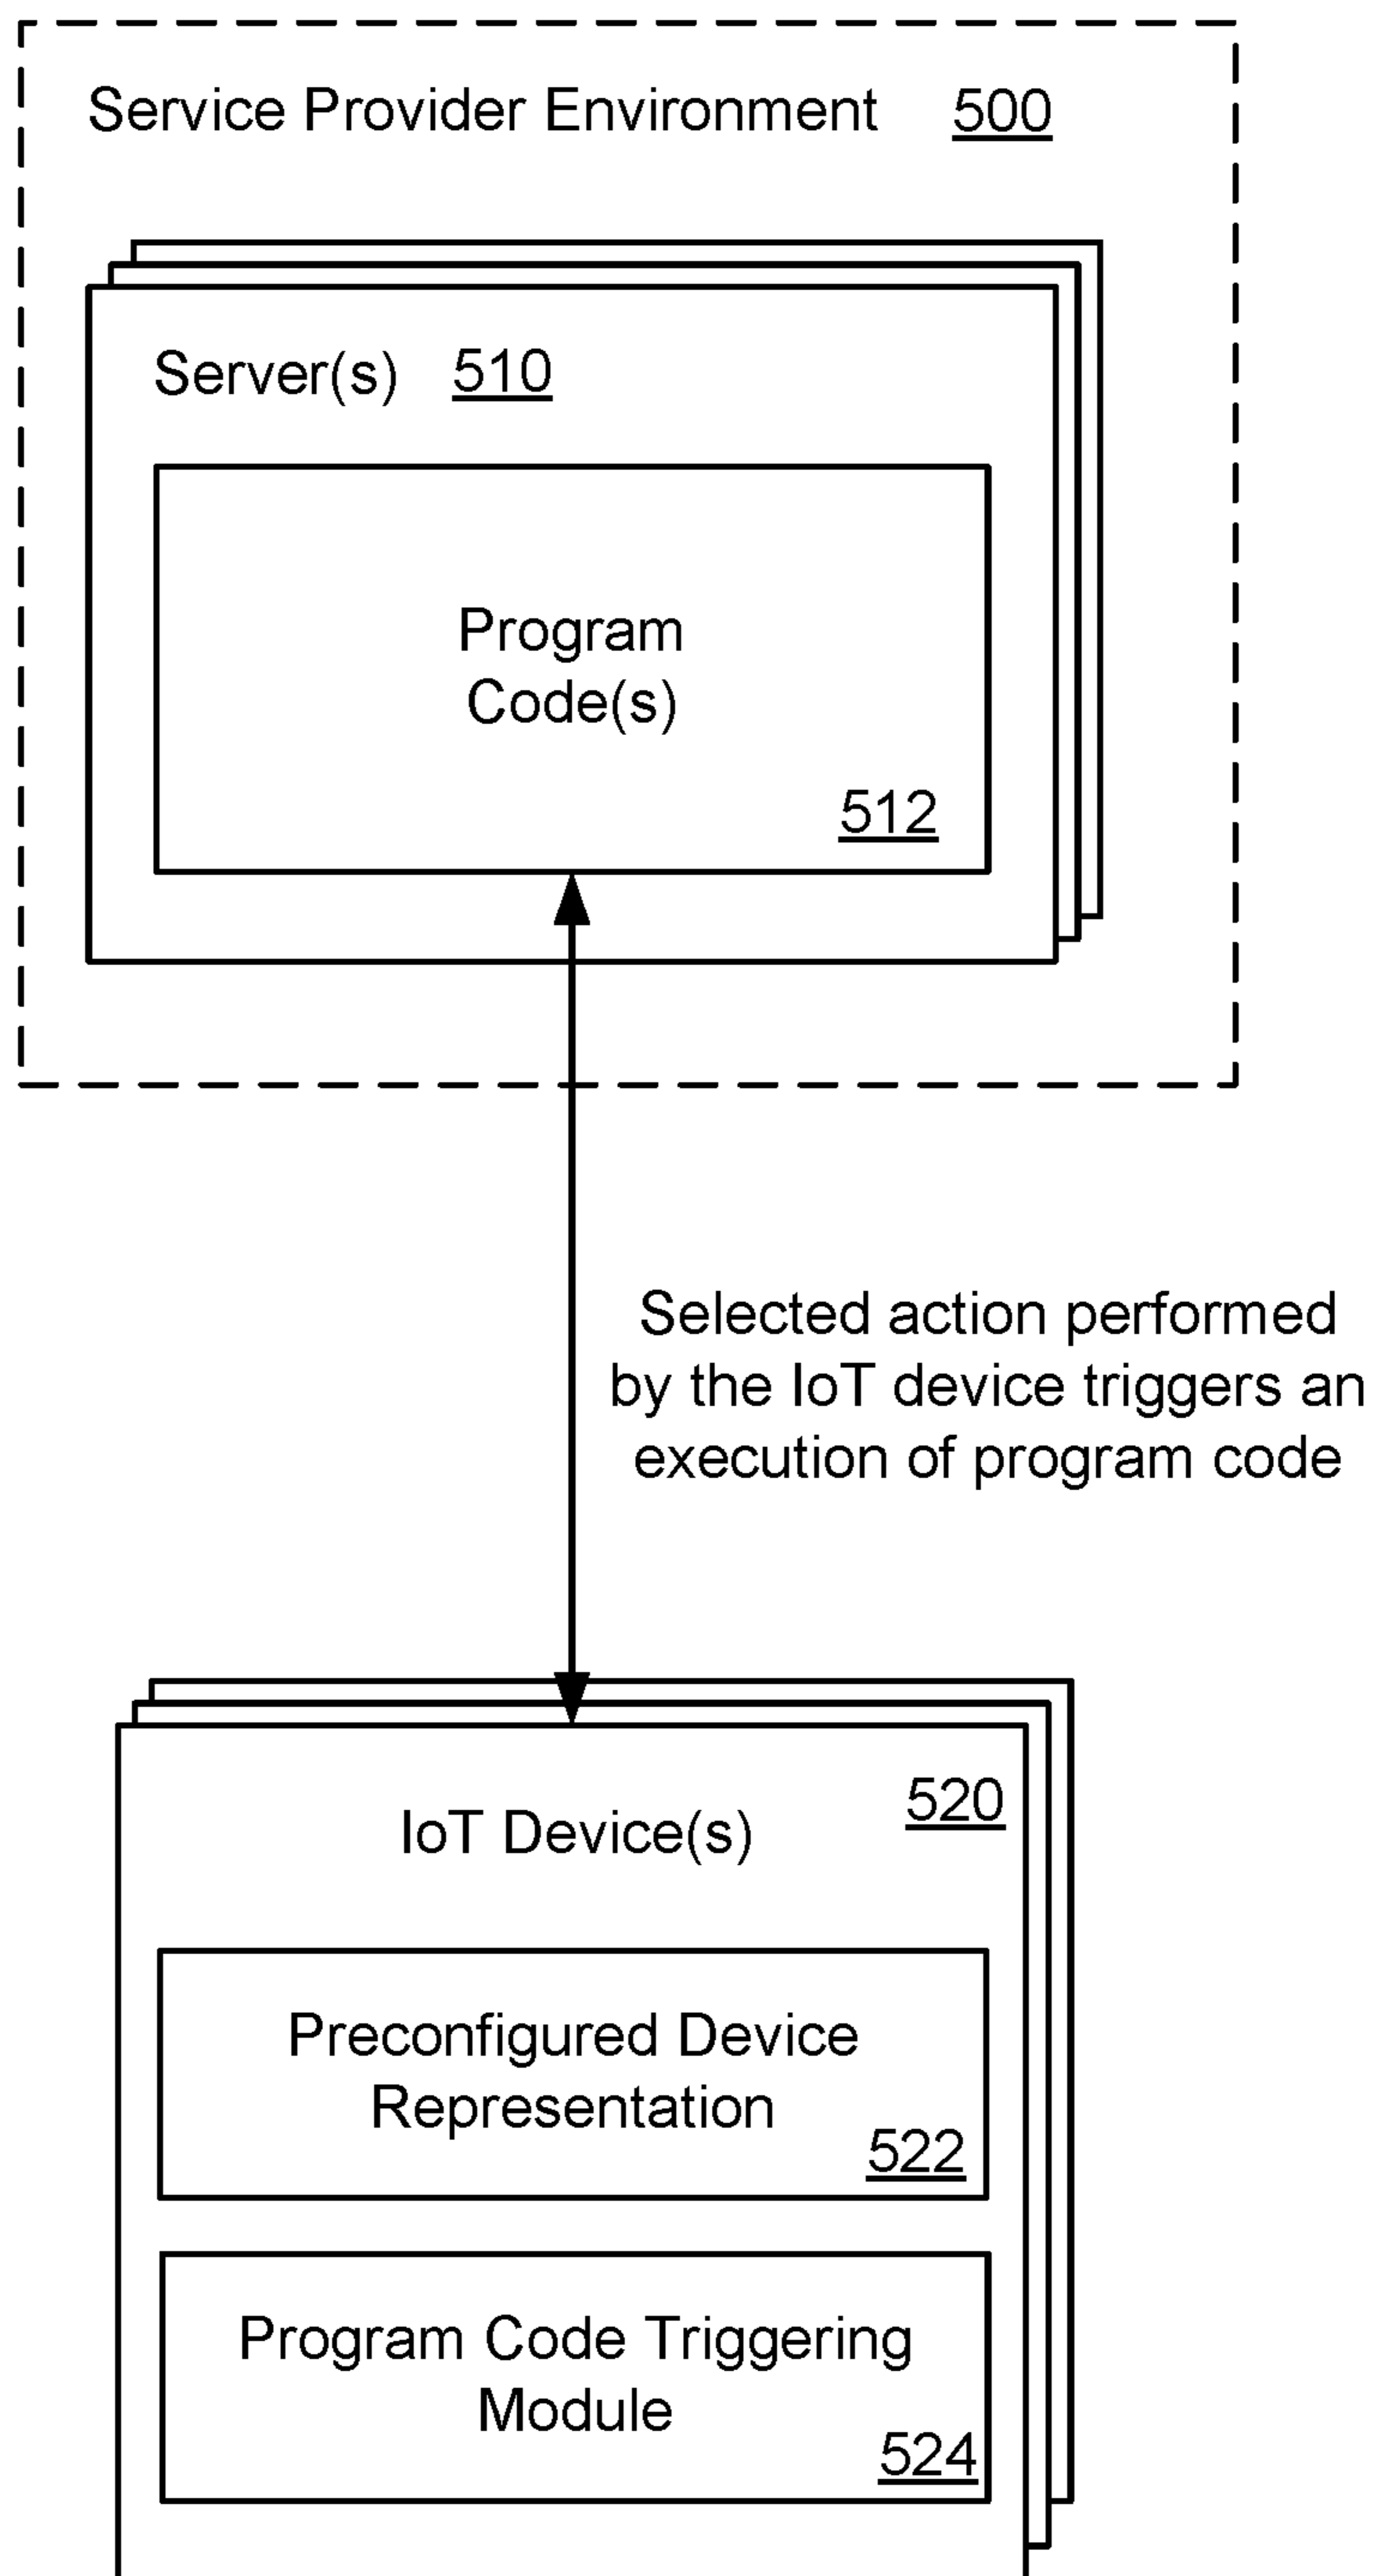 Service Provider Environment 500
Server(s) 510
Program
Code(s)
512
Selected action performed
by the IoT device triggers an
execution of program code
520
IoT Device(s)
Preconfigured Device
Representation
522
Program Code Triggering
Module
524